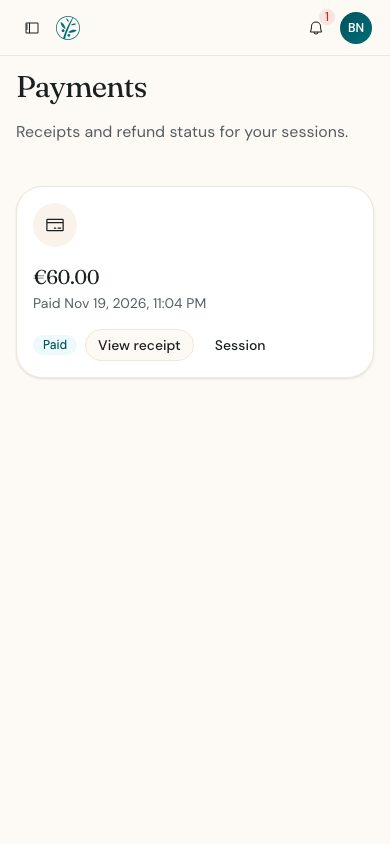 1
BN
Payments
Receipts and refund status for your sessions.
€60.00
Paid Nov 19, 2026, 11:04 PM
Paid
View receipt
Session